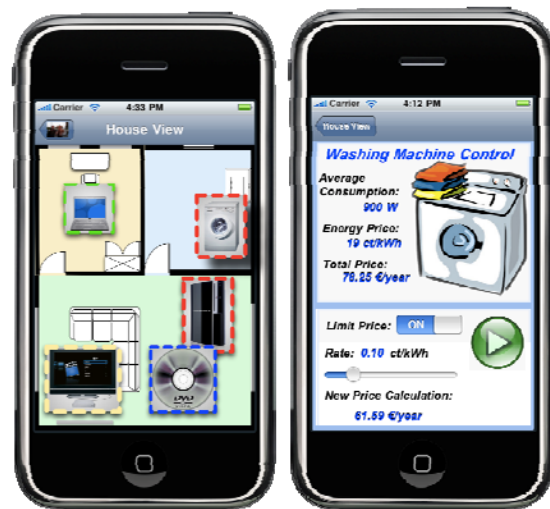 Carrier 4:33 PM
House View
DVD
Carrier 4:12 PM
House View
Washing Machine Control
Average
Consumption:
900 W
Energy Price:
19 ct/kWh
Total Price:
78.25 €/year
Limit Price: ON
Rate: 0.10 ct/kWh
New Price Calculation:
61.59 €/year